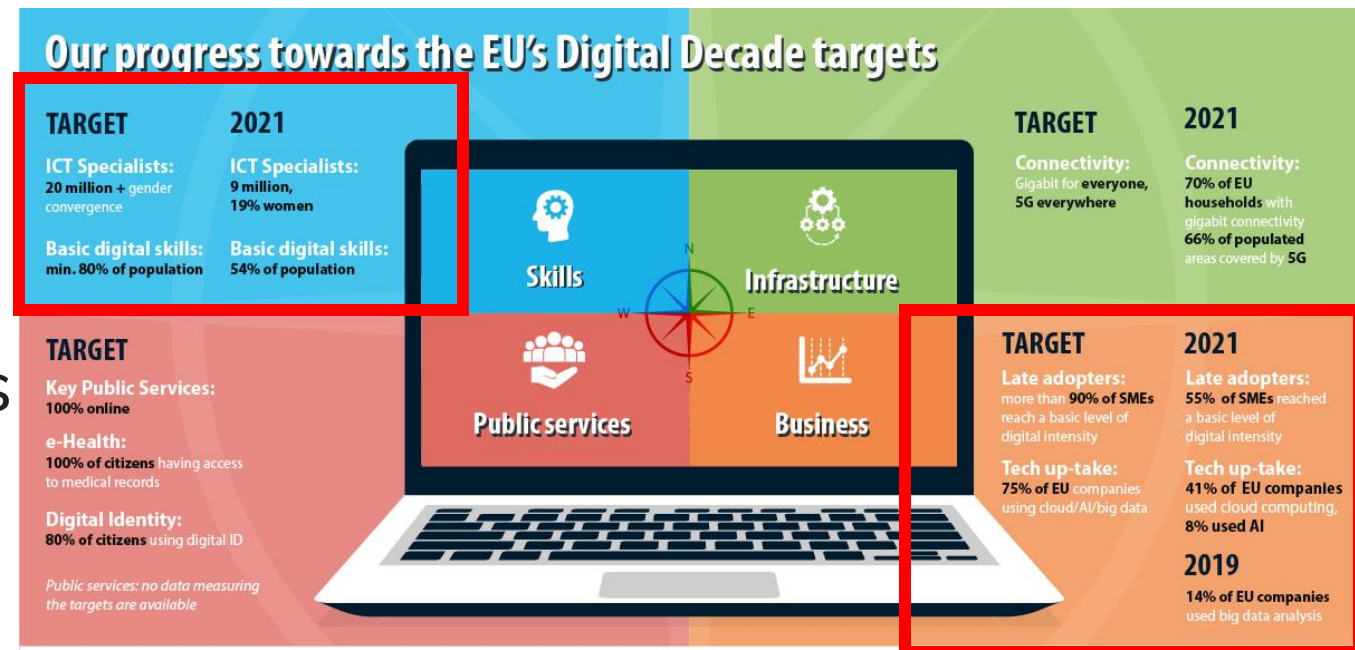 Our progress towards the EU's Digital Decade targets
TARGET
ICT Specialists:
20 million + gender
convergence
Basic digital skills:
min. 80% of population
2021
ICT Specialists:
9 million,
19% women
Basic digital skills:
54% of population
Skills
Infrastructure
Public services
Business
N
W
E
S
TARGET
Connectivity:
Gigabit for everyone,
5G everywhere
2021
Connectivity:
70% of EU
households with
gigabit connectivity
66% of populated
areas covered by 5G
s
TARGET
Key Public Services:
100% online
e-Health:
100% of citizens having access
to medical records
Digital Identity:
80% of citizens using digital ID
Public services: no data measuring
the targets are available
TARGET
Late adopters:
more than 90% of SMEs
reach a basic level of
digital intensity
Tech up-take:
75% of EU companies
using cloud/AI/big data
2021
Late adopters:
55% of SMEs reached
a basic level of
digital intensity
Tech up-take:
41% of EU companies
used cloud computing,
8% used AI
2019
14% of EU companies
used big data analysis